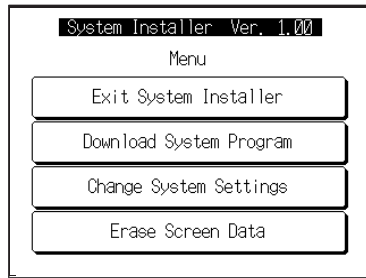 System Installer Ver. 1.00
Menu
Exit System Installer
Download System Program
Change System Settings
Erase Screen Data